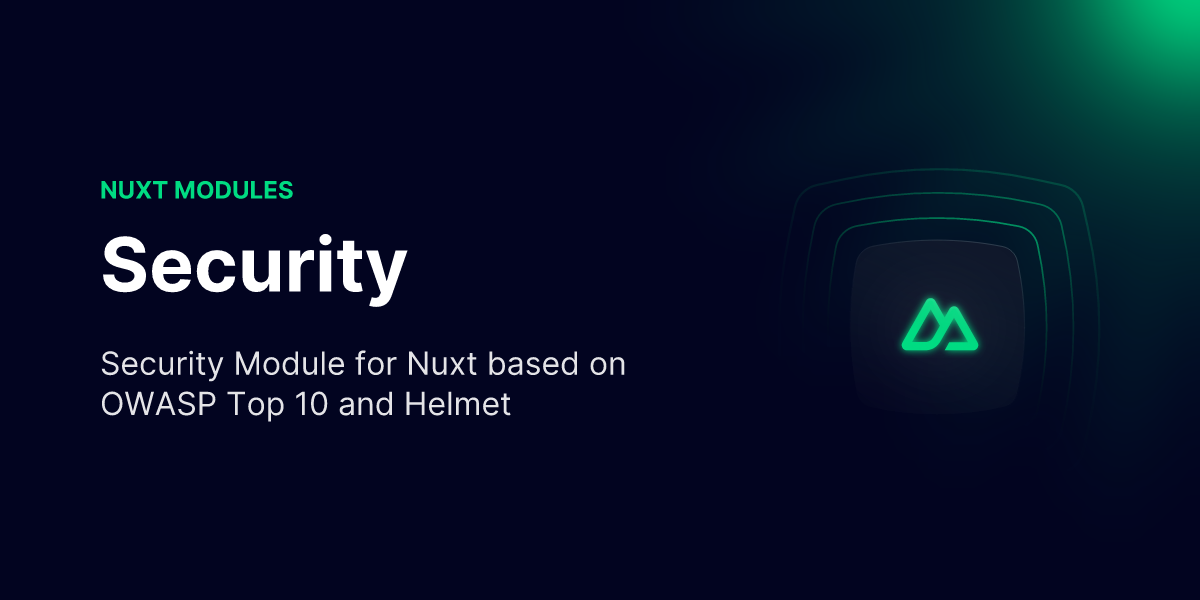 NUXT MODULES
Security
Security Module for Nuxt based on
OWASP Top 10 and Helmet